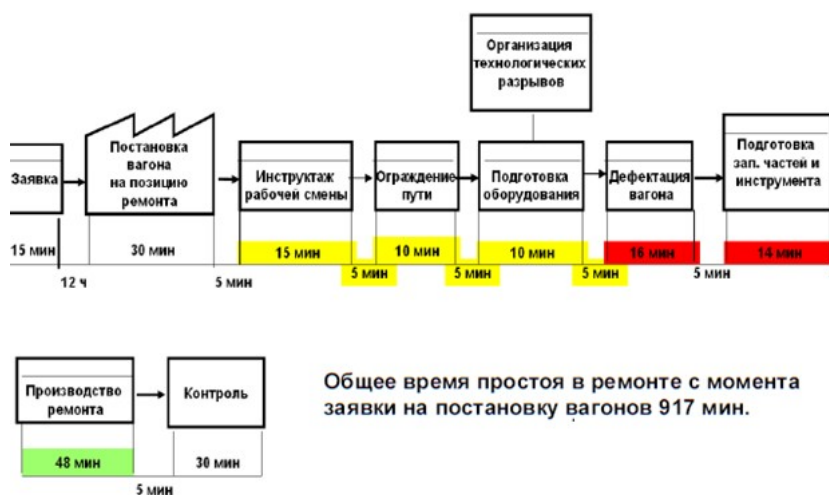 Организация
технологических
разрывов
Заявка
Постановка
вагона
на позицию
ремонта
Инструктаж
рабочей смены
Ограждение
пути
Подготовка
оборудования
Дефектация
вагона
Подготовка
зап. частей и
инструмента
15 мин
30 мин
15 мин
10 мин
10 мин
16 мин
14 мин
12 ч
5 мин
5 мин
5 мин
5 мин
5 мин
Производство
ремонта
Контроль
48 мин
30 мин
5 мин
Общее время простоя в ремонте с момента
заявки на постановку вагонов 917 мин.